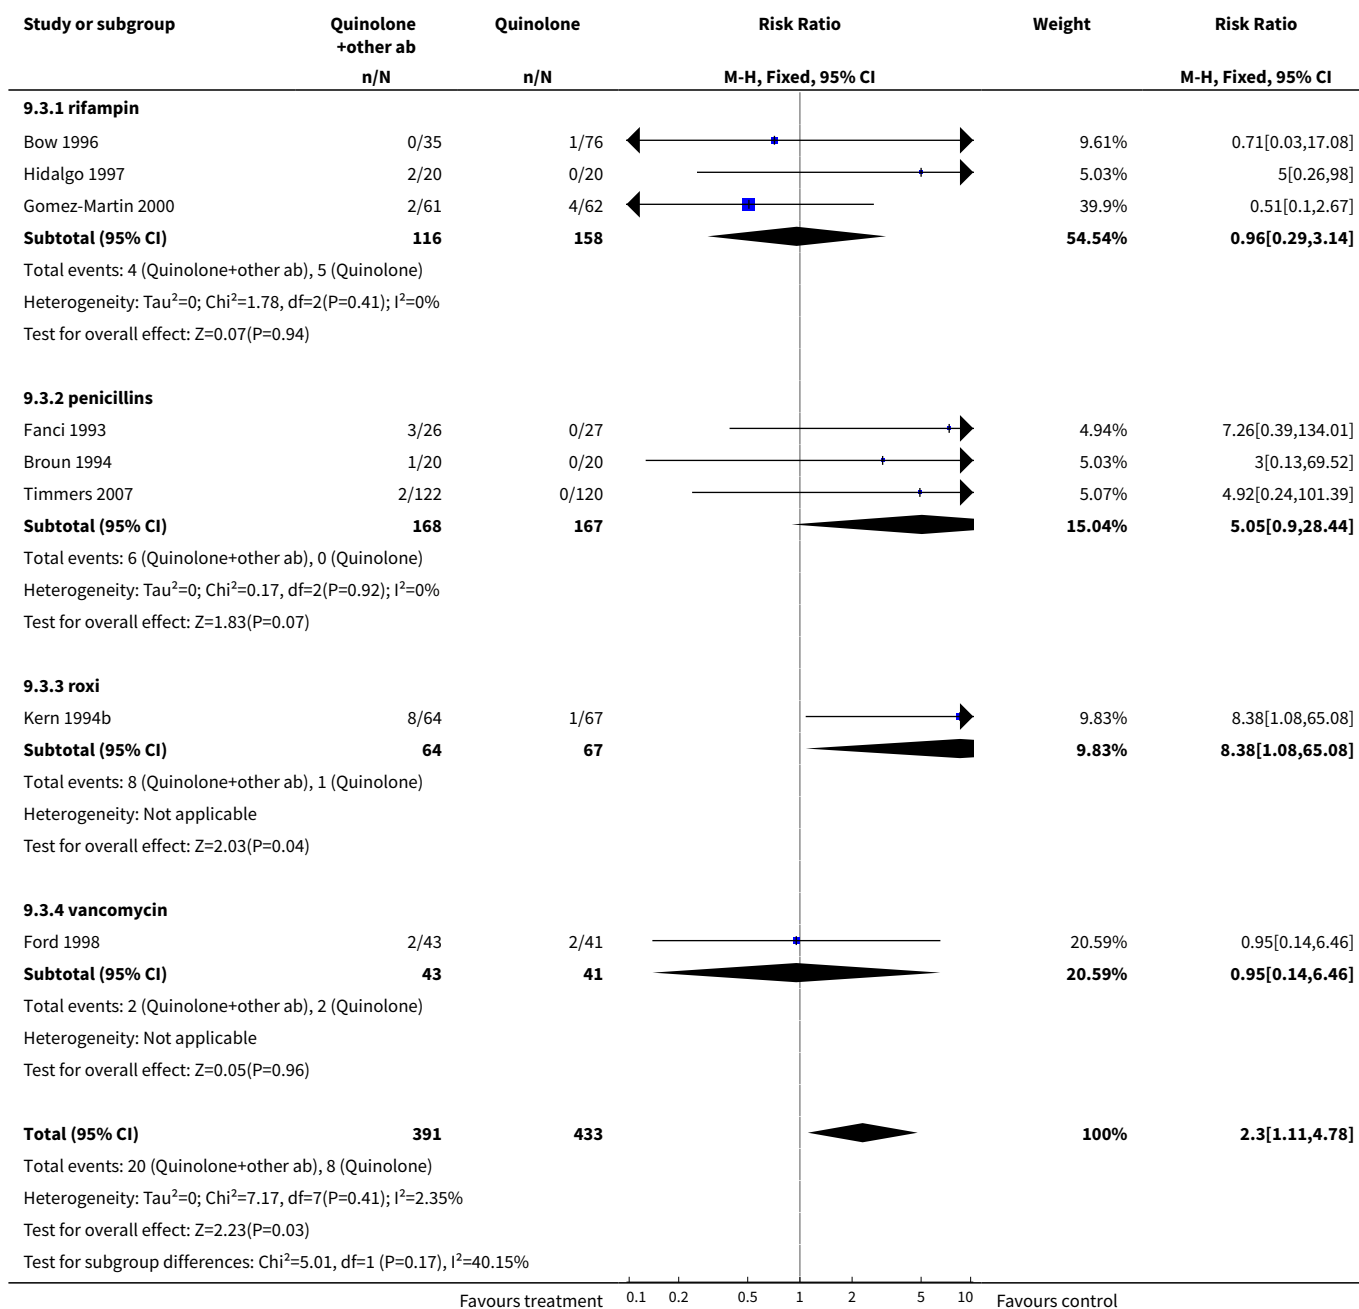 Study or subgroup Quinolone +other ab Quinolone Risk Ratio Weight Risk Ratio
n/N n/N M-H, Fixed, 95% CI M-H, Fixed, 95% CI
9.3.1 rifampin
Bow 1996 0/35 1/76 9.61% 0.71[0.03,17.08]
Hidalgo 1997 2/20 0/20 5.03% 5[0.26,98]
Gomez-Martin 2000 2/61 4/62 39.9% 0.51[0.1,2.67]
Subtotal (95% CI) 116 158 54.54% 0.96[0.29,3.14]
Total events: 4 (Quinolone+other ab), 5 (Quinolone)
Heterogeneity: Tau²=0; Chi²=1.78, df=2(P=0.41); I²=0%
Test for overall effect: Z=0.07(P=0.94)
9.3.2 penicillins
Fanci 1993 3/26 0/27 4.94% 7.26[0.39,134.01]
Broun 1994 1/20 0/20 5.03% 3[0.13,69.52]
Timmers 2007 2/122 0/120 5.07% 4.92[0.24,101.39]
Subtotal (95% CI) 168 167 15.04% 5.05[0.9,28.44]
Total events: 6 (Quinolone+other ab), 0 (Quinolone)
Heterogeneity: Tau²=0; Chi²=0.17, df=2(P=0.92); I²=0%
Test for overall effect: Z=1.83(P=0.07)
9.3.3 roxi
Kern 1994b 8/64 1/67 9.83% 8.38[1.08,65.08]
Subtotal (95% CI) 64 67 9.83% 8.38[1.08,65.08]
Total events: 8 (Quinolone+other ab), 1 (Quinolone)
Heterogeneity: Not applicable
Test for overall effect: Z=2.03(P=0.04)
9.3.4 vancomycin
Ford 1998 2/43 2/41 20.59% 0.95[0.14,6.46]
Subtotal (95% CI) 43 41 20.59% 0.95[0.14,6.46]
Total events: 2 (Quinolone+other ab), 2 (Quinolone)
Heterogeneity: Not applicable
Test for overall effect: Z=0.05(P=0.96)
Total (95% CI) 391 433 100% 2.3[1.11,4.78]
Total events: 20 (Quinolone+other ab), 8 (Quinolone)
Heterogeneity: Tau²=0; Chi²=7.17, df=7(P=0.41); I²=2.35%
Test for overall effect: Z=2.23(P=0.03)
Test for subgroup differences: Chi²=5.01, df=1 (P=0.17), I²=40.15%
Favours treatment 0.1 0.2 0.5 1 2 5 10 Favours control